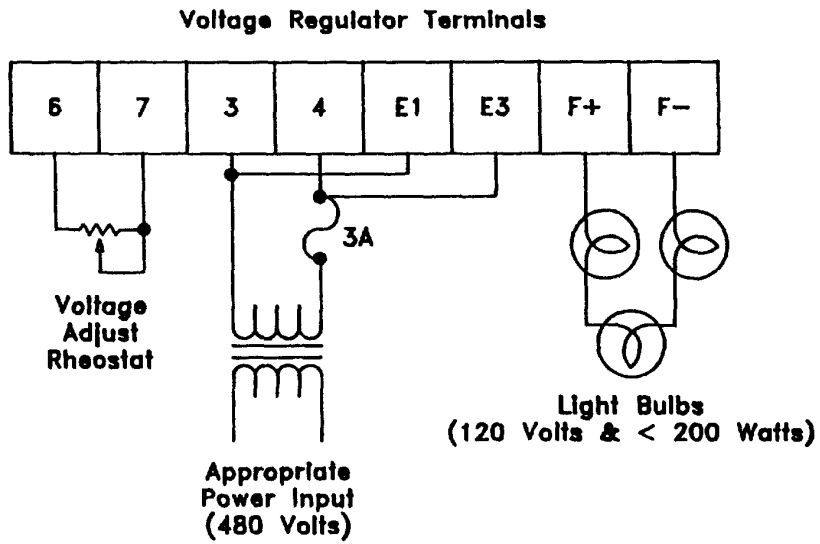 Voltage Regulator Terminals
6 7 3 4 E1 E3 F+ F-
3A
Voltage
Adjust
Rheostat
Light Bulbs
(120 Volts & < 200 Watts)
Appropriate
Power Input
(480 Volts)